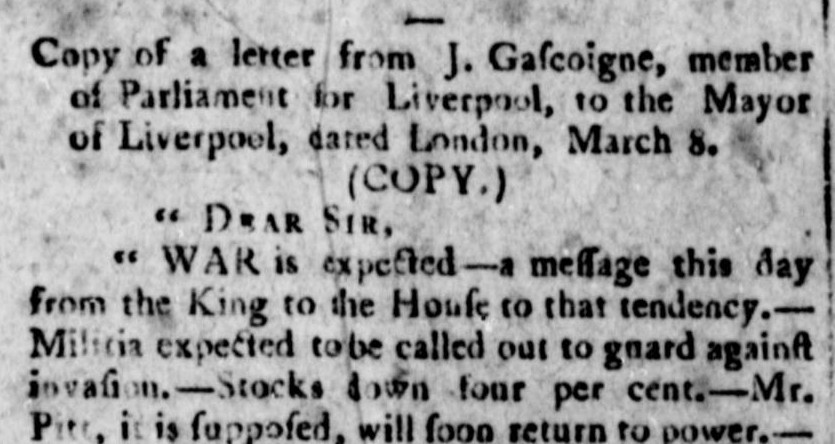 Copy of a letter from J. Gaſcoigne, member
of Parliament for Liverpool, to the Mayor
of Liverpool, dated London, March 8.
(COPY.)
“ DEAR SIR,
“ WAR is expected—a meſſage this day
from the King to the Houſe to that tendency.—
Militia expected to be called out to guard againſt
invaſion.—Stocks down four per cent.—Mr.
Pitt, it is ſuppoſed, will ſoon return to power.—